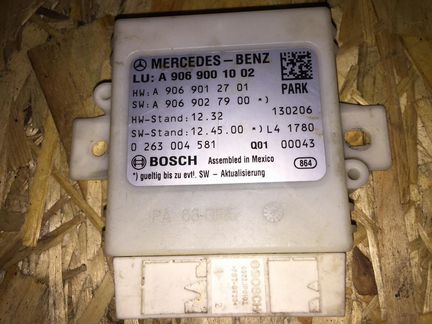 MERCEDES-BENZ
LU: A 906 900 10 02
PARK
HW: A 906 901 27 01
SW: A 906 902 79 00 *)
HW-Stand: 12.32 130206
SW-Stand: 12.45.00 *) L4 1780
0 263 004 581 Q01 00043
BOSCH Assembled in Mexico 864
*) gueltig bis zu evtl. SW - Aktualisierung